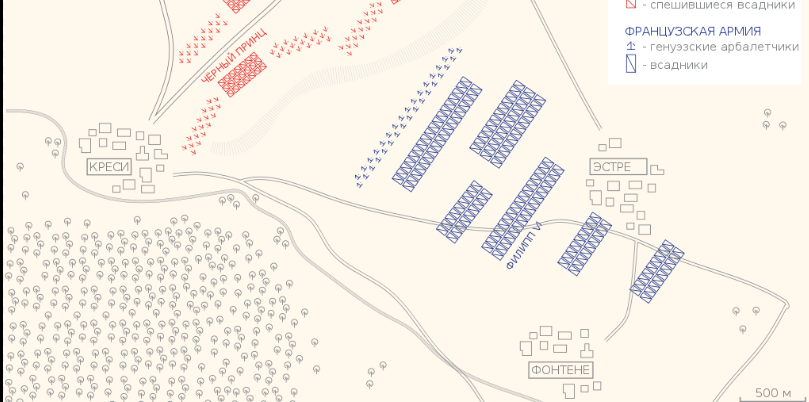 - спешившиеся всадники
ФРАНЦУЗСКАЯ АРМИЯ
- генуэзские арбалетчики
- всадники
ЧЁРНЫЙ ПРИНЦ
КРЕСИ
ЭСТРЕ
ФИЛИПП VI
ФОНТЕНЕ
500 м